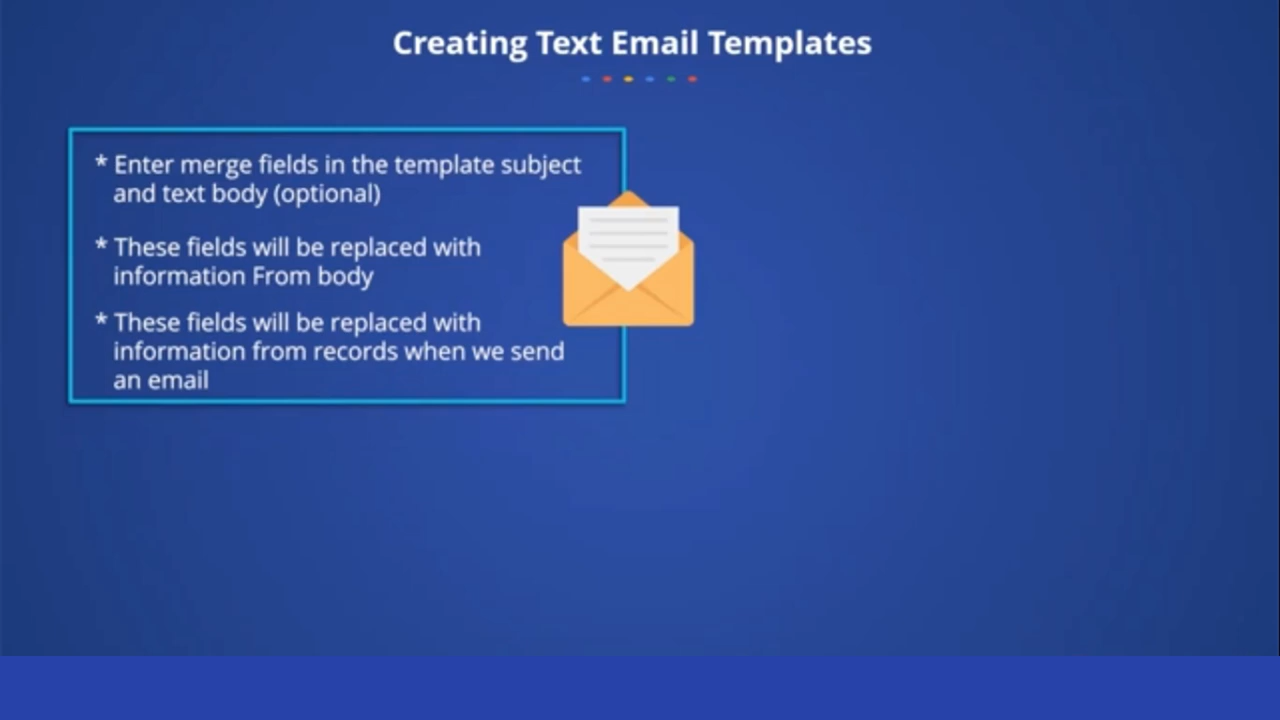 Creating Text Email Templates
* Enter merge fields in the template subject
and text body (optional)
* These fields will be replaced with
information From body
* These fields will be replaced with
information from records when we send
an email